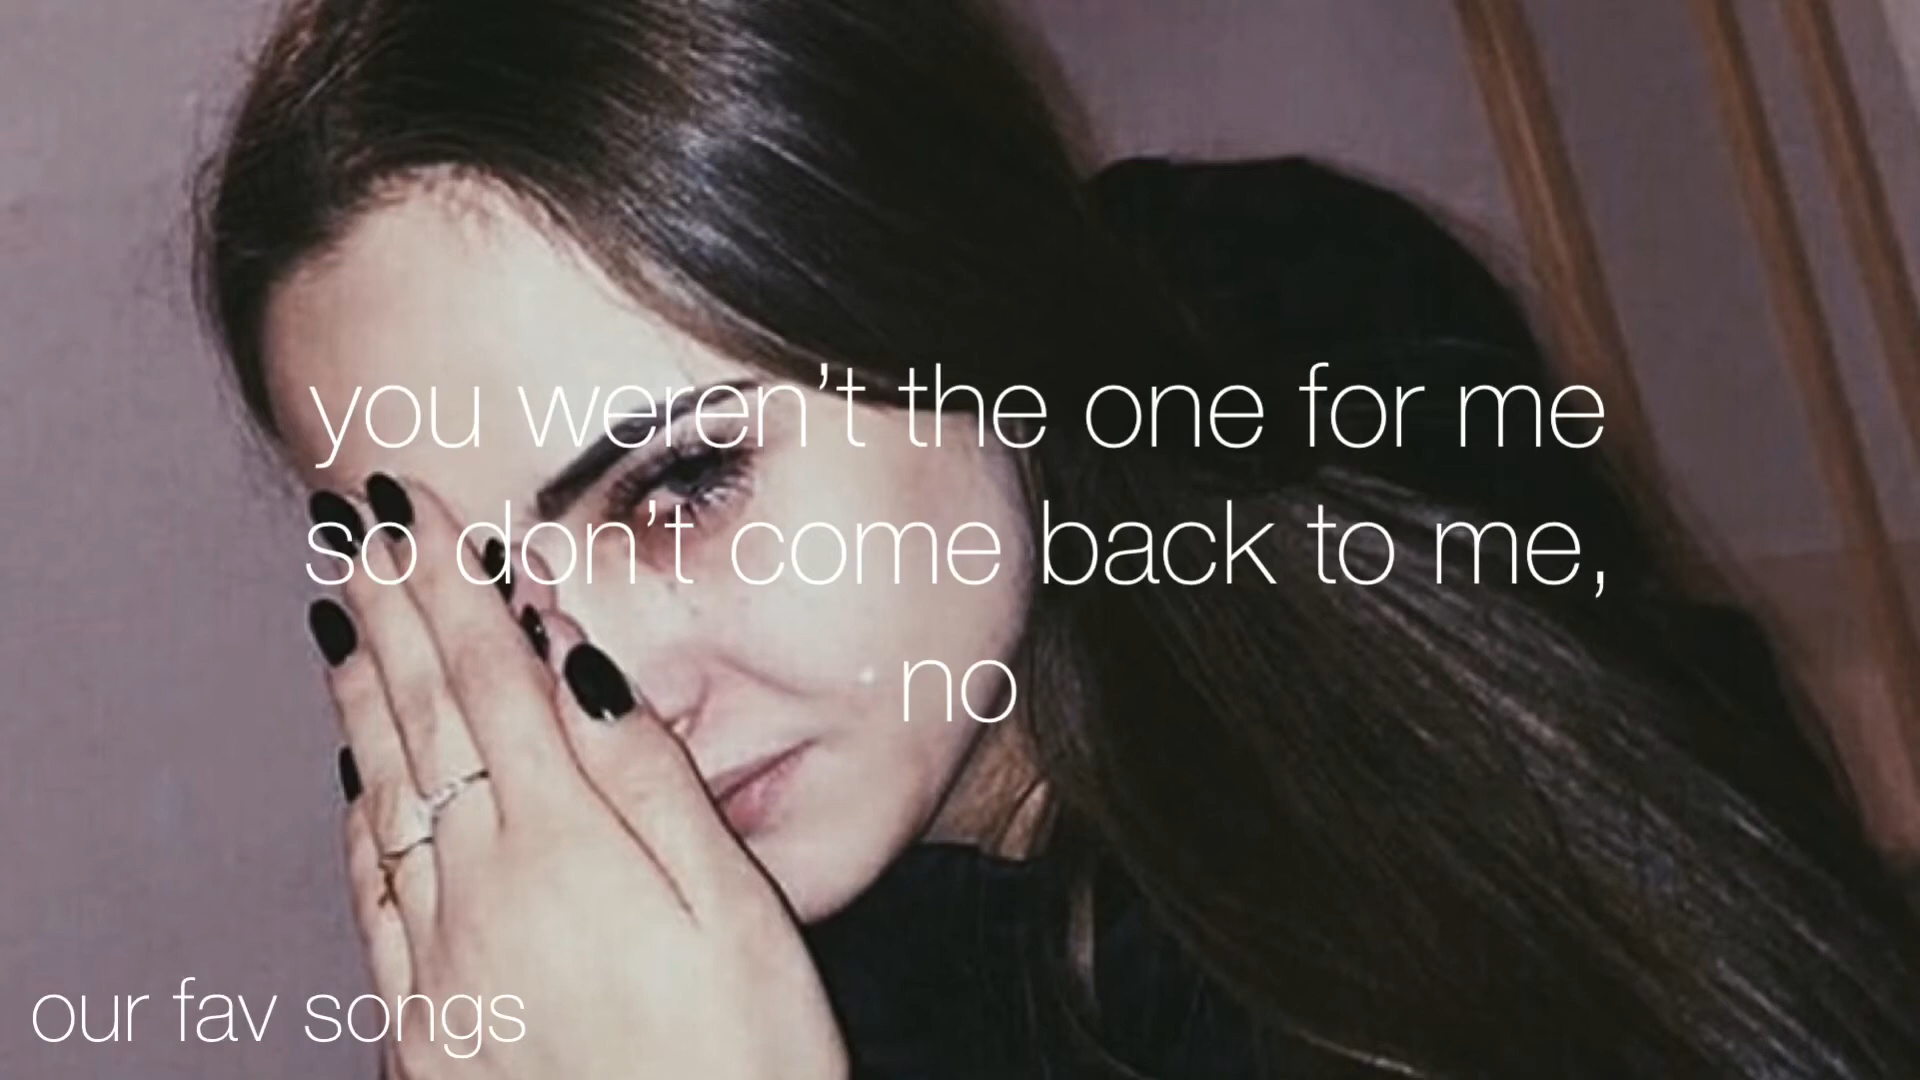 you weren’t the one for me
so don’t come back to me,
no
our fav songs